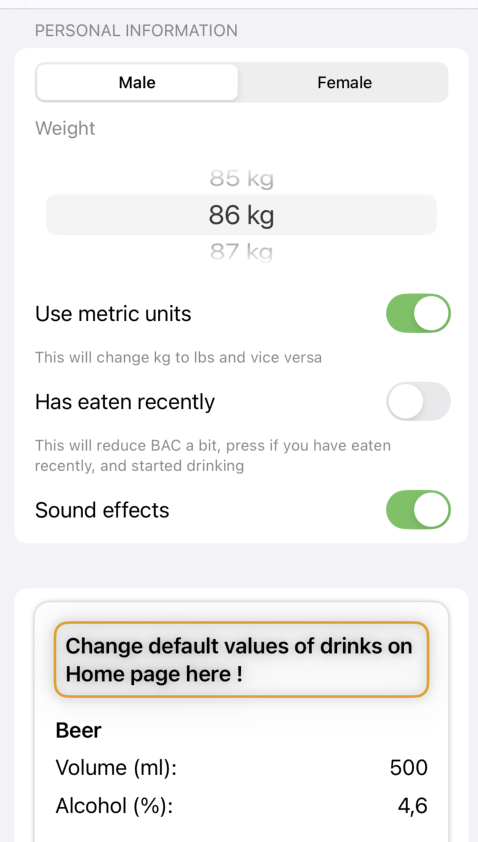 PERSONAL INFORMATION
Male Female
Weight
85 kg
86 kg
87 kg
Use metric units
This will change kg to lbs and vice versa
Has eaten recently
This will reduce BAC a bit, press if you have eaten
recently, and started drinking
Sound effects
Change default values of drinks on
Home page here !
Beer
Volume (ml): 500
Alcohol (%): 4,6